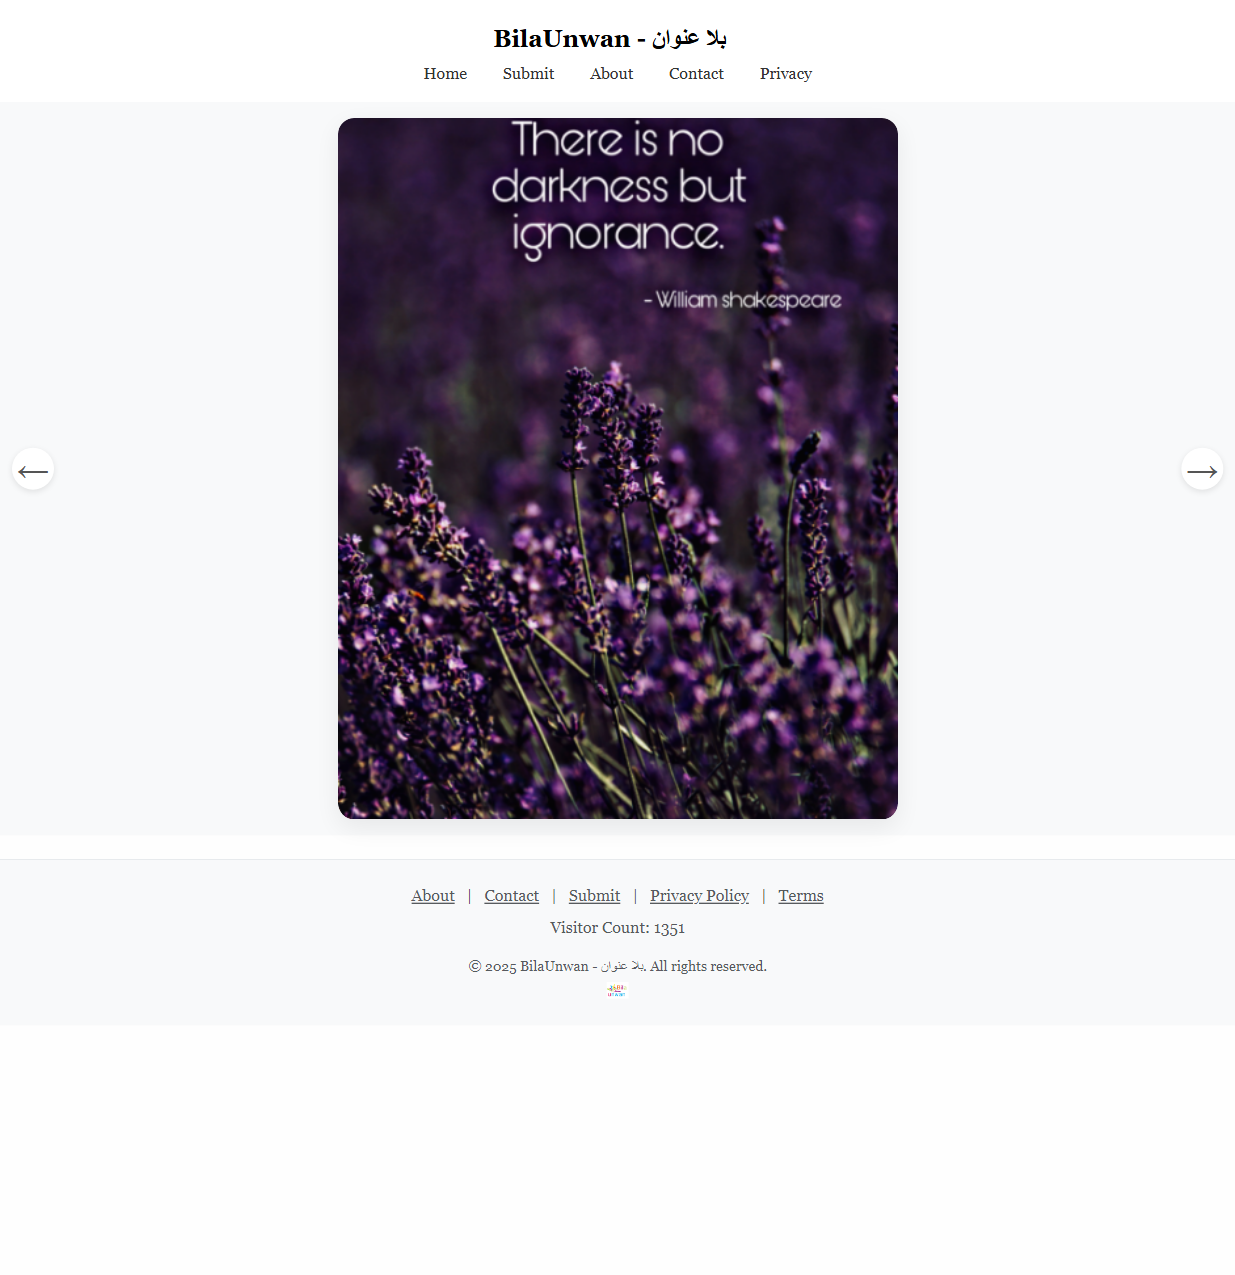 BilaUnwan - بلا عنوان
Home Submit About Contact Privacy
There is no
darkness but
ignorance.
- William shakespeare
← →
About | Contact | Submit | Privacy Policy | Terms
Visitor Count: 1351
© 2025 BilaUnwan - بلا عنوان. All rights reserved.